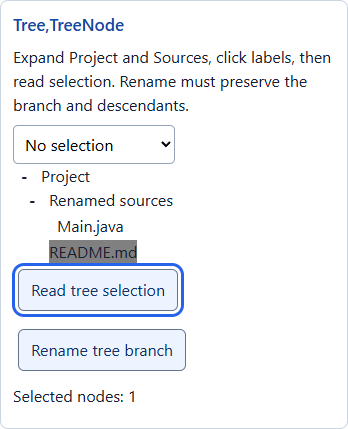 Tree,TreeNode
Expand Project and Sources, click labels, then
read selection. Rename must preserve the
branch and descendants.
No selection
- Project
- Renamed sources
Main.java
README.md
Read tree selection
Rename tree branch
Selected nodes: 1